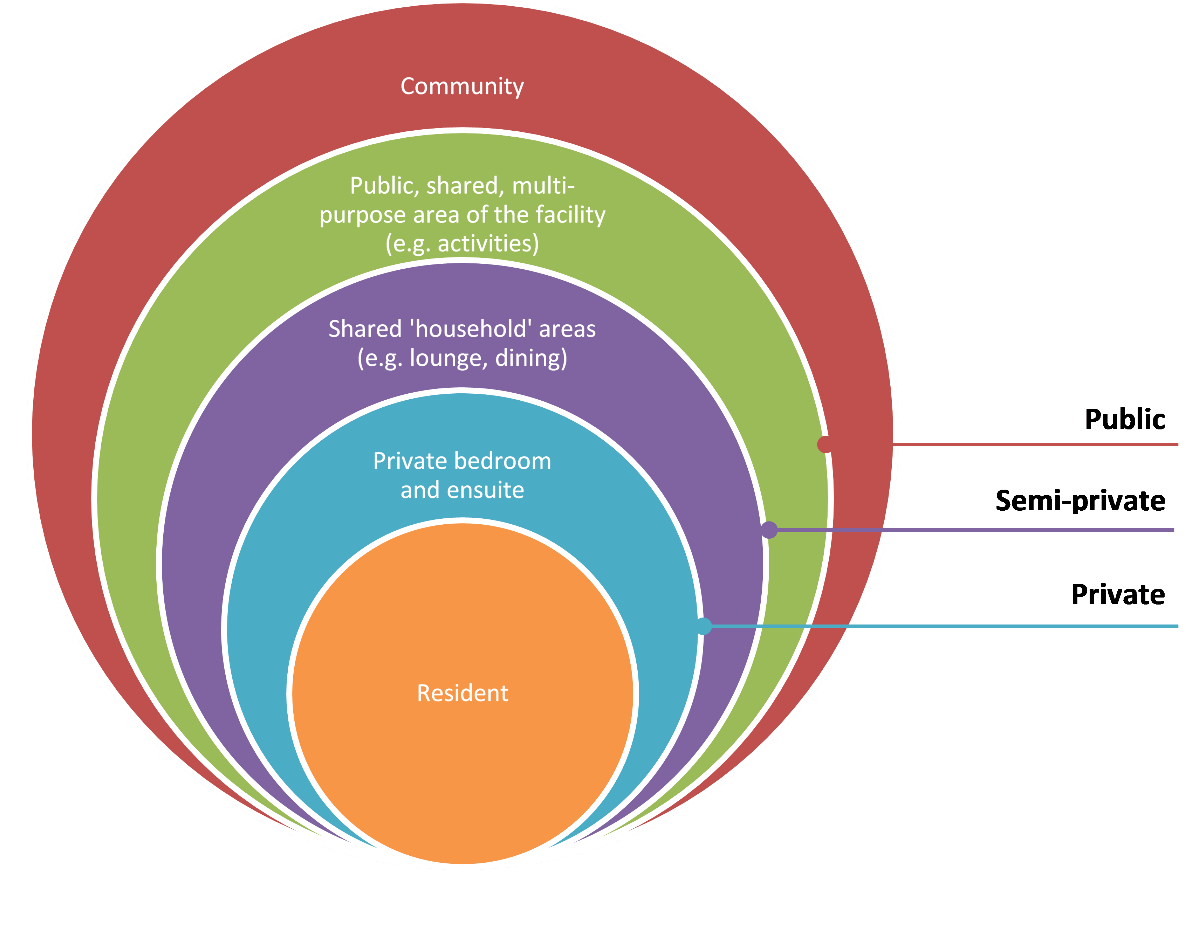 Community
Public, shared, multi-
purpose area of the facility
(e.g. activities)
Shared 'household' areas
(e.g. lounge, dining)
Private bedroom
and ensuite
Resident
Public
Semi-private
Private